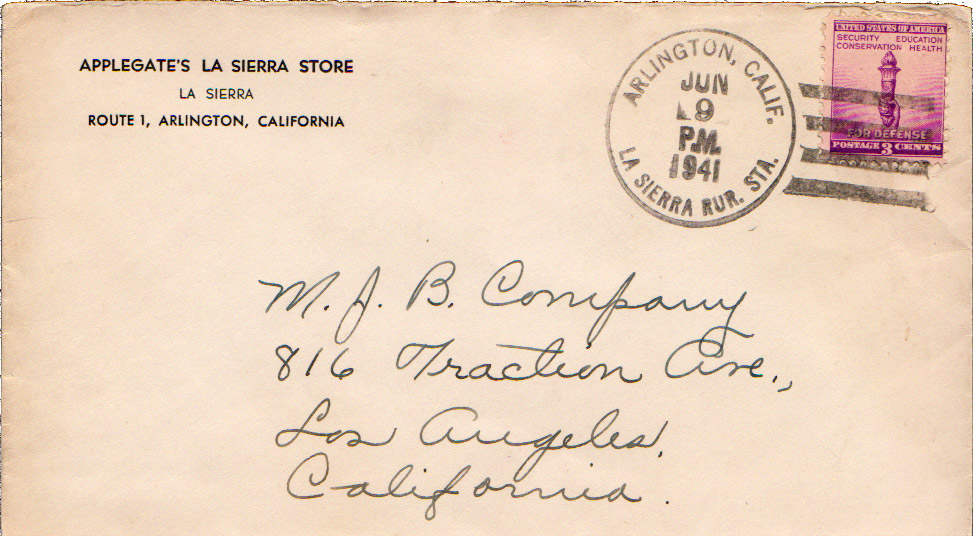 APPLEGATE'S LA SIERRA STORE
LA SIERRA
ROUTE 1, ARLINGTON, CALIFORNIA
ARLINGTON, CALIF.
JUN
9
P.M.
1941
LA SIERRA RUR. STA.
UNITED STATES OF AMERICA
SECURITY EDUCATION
CONSERVATION HEALTH
FOR DEFENSE
POSTAGE 3 CENTS
M. J. B. Company
816 Traction Ave.,
Los Angeles,
California.